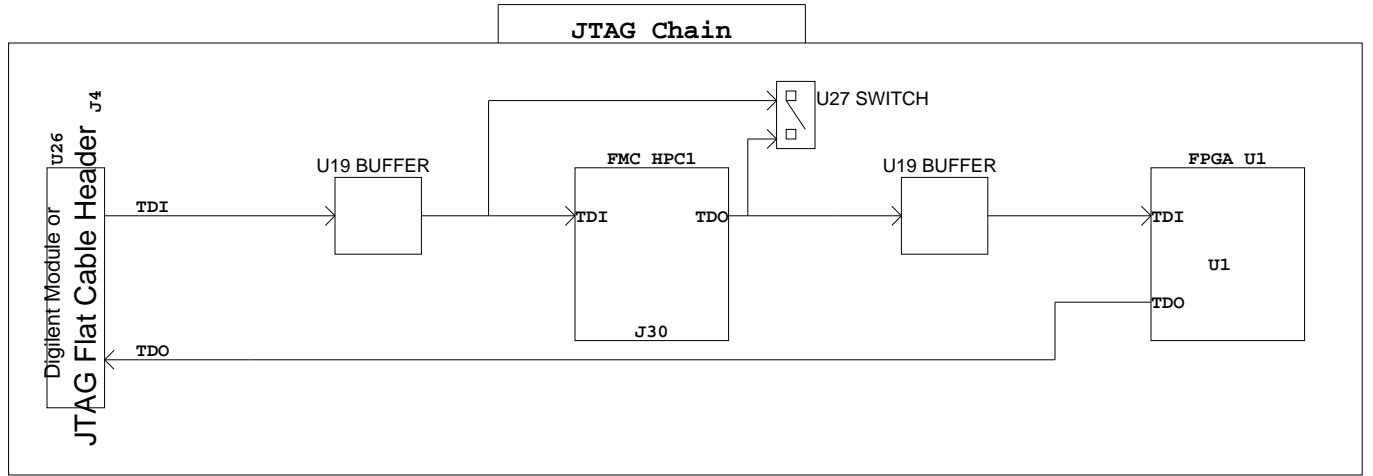 JTAG Chain
U26
J4
Digilent Module or
JTAG Flat Cable Header
TDI
TDO
U19 BUFFER
U27 SWITCH
FMC HPC1
TDI
TDO
J30
U19 BUFFER
FPGA U1
TDI
U1
TDO